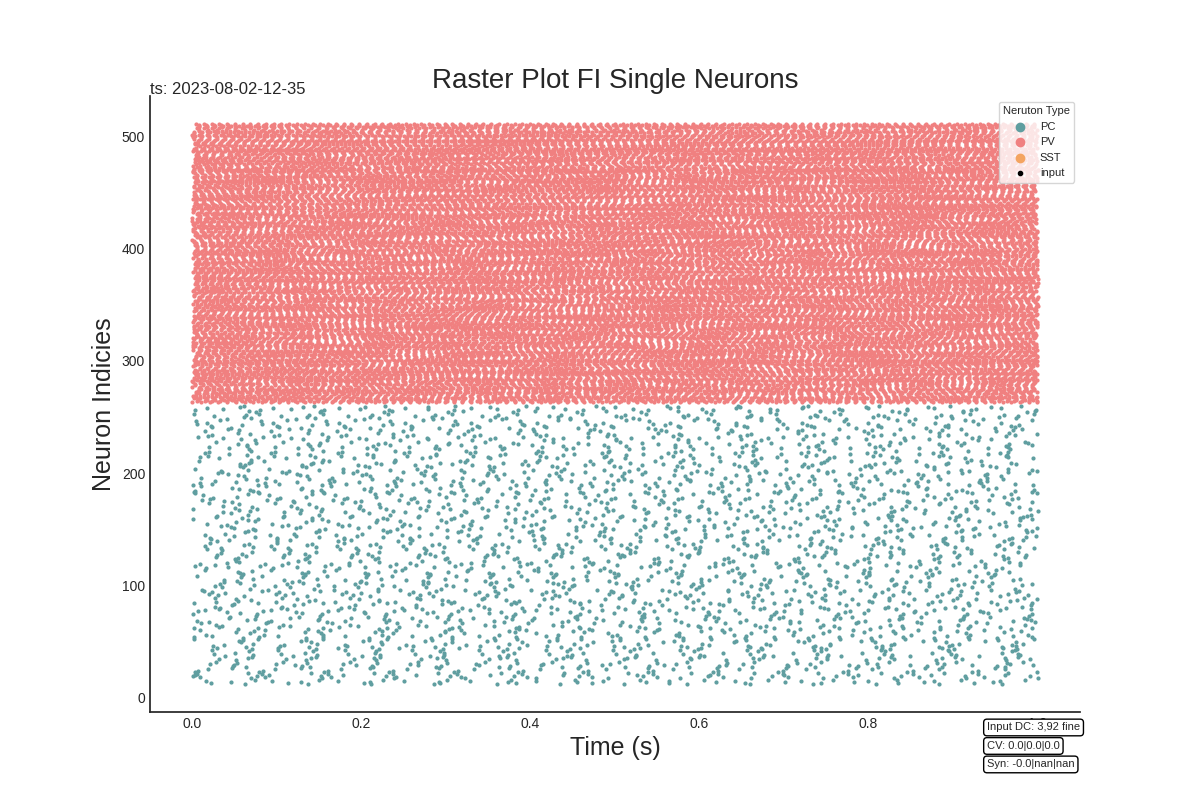 Raster Plot FI Single Neurons
ts: 2023-08-02-12-35
Neruton Type
PC
PV
SST
input
500
400
300
200
100
0
Neuron Indicies
0.0 0.2 0.4 0.6 0.8
Time (s)
Input DC: 3,92 fine
CV: 0.0|0.0|0.0
Syn: -0.0|nan|nan